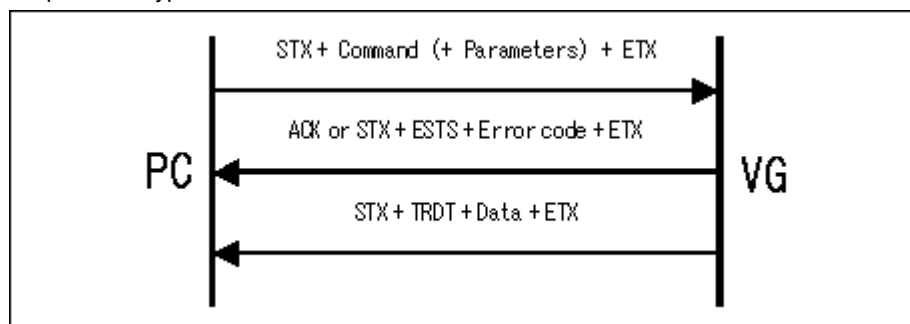 STX + Command (+ Parameters) + ETX
ACK or STX + ESTS + Error code + ETX
PC
VG
STX + TRDT + Data + ETX